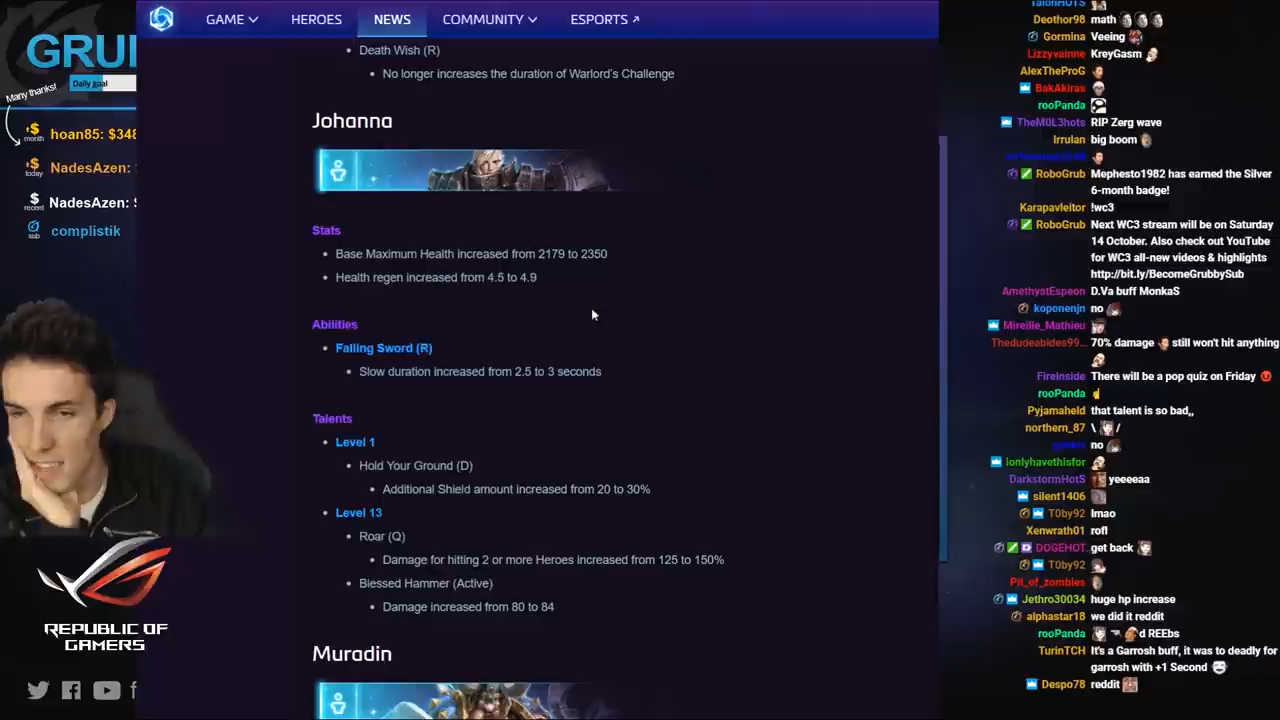 GAME
HEROES
NEWS
COMMUNITY
ESPORTS
GRU
Daily goal
Many thanks!
$ month
hoan85: $348
$ today
NadesAzen:
$ recent
NadesAzen: $
sub
complistik
Death Wish (R)
No longer increases the duration of Warlord's Challenge
Johanna
Stats
Base Maximum Health increased from 2179 to 2350
Health regen increased from 4.5 to 4.9
Abilities
Falling Sword (R)
Slow duration increased from 2.5 to 3 seconds
Talents
Level 1
Hold Your Ground (D)
Additional Shield amount increased from 20 to 30%
Level 13
Roar (Q)
Damage for hitting 2 or more Heroes increased from 125 to 150%
Blessed Hammer (Active)
Damage increased from 80 to 84
Muradin
REPUBLIC OF
GAMERS
TalonHOTS
Deothor98 math
Gormina Veeing
Lizzyvainne KreyGasm
AlexTheProG
BakAkiras
rooPanda
TheM0L3hots RIP Zerg wave
Irrulan big boom
RoboGrub Mephesto1982 has earned the Silver
6-month badge!
Karapavleitor !wc3
RoboGrub Next WC3 stream will be on Saturday
14 October. Also check out YouTube
for WC3 all-new videos & highlights
http://bit.ly/BecomeGrubbySub
AmethystEspeon D.Va buff MonkaS
koponenjn no
Mireille_Mathieu
Thedudeabides99... 70% damage still won't hit anything
FireInside There will be a pop quiz on Friday
rooPanda
Pyjamaheld that talent is so bad,,
northern_87 \ /
no
ionlyhavethisfor
DarkstormHotS yeeeeaa
silent1406
T0by92 lmao
Xenwrath01 rofl
DOGEHOT get back
T0by92
Pit_of_zombies
Jethro30034 huge hp increase
alphastar18 we did it reddit
rooPanda d REEbs
TurinTCH It's a Garrosh buff, it was to deadly for
garrosh with +1 Second
Despo78 reddit